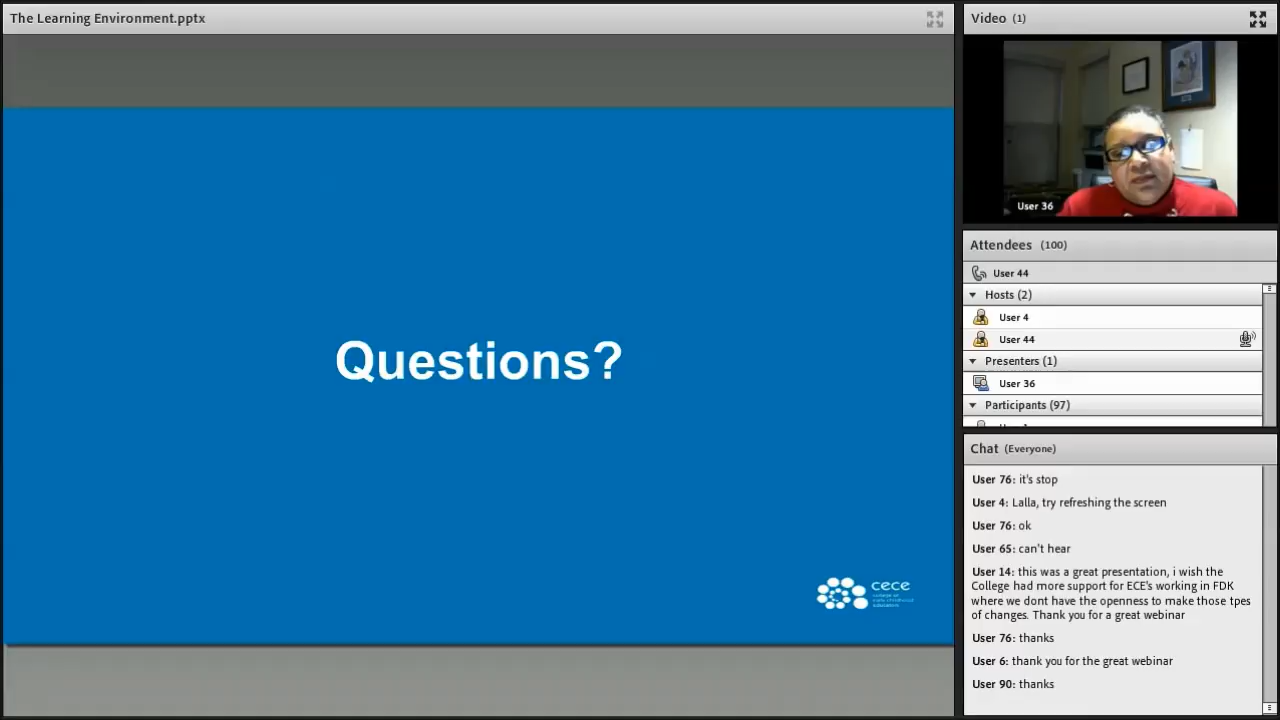 The Learning Environment.pptx
Questions?
cece
college of
early childhood
educators
Video (1)
User 36
Attendees (100)
User 44
Hosts (2)
User 4
User 44
Presenters (1)
User 36
Participants (97)
Chat (Everyone)
User 76: it's stop
User 4: Lalla, try refreshing the screen
User 76: ok
User 65: can't hear
User 14: this was a great presentation, i wish the
College had more support for ECE's working in FDK
where we dont have the openness to make those tpes
of changes. Thank you for a great webinar
User 76: thanks
User 6: thank you for the great webinar
User 90: thanks